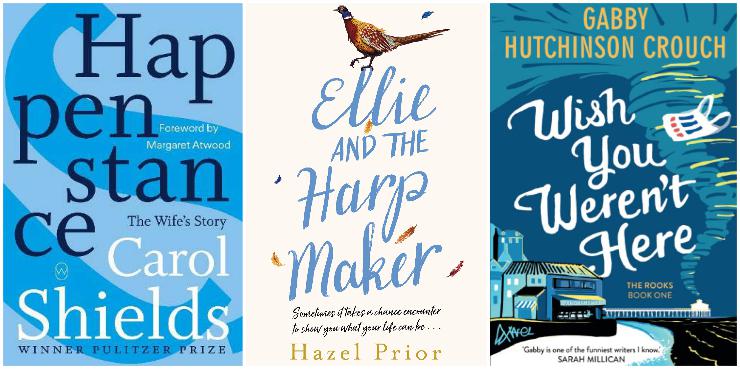 Hap
pen
stan
ce
Foreword by
Margaret Atwood
The Wife's Story
Carol
Shields
WINNER PULITZER PRIZE
Ellie
AND THE
Harp
Maker
Sometimes it takes a chance encounter
to show you what your life can be . . .
Hazel Prior
GABBY
HUTCHINSON CROUCH
Wish
You
Weren't
Here
THE ROOKS
BOOK ONE
'Gabby is one of the funniest writers I know.'
SARAH MILLICAN